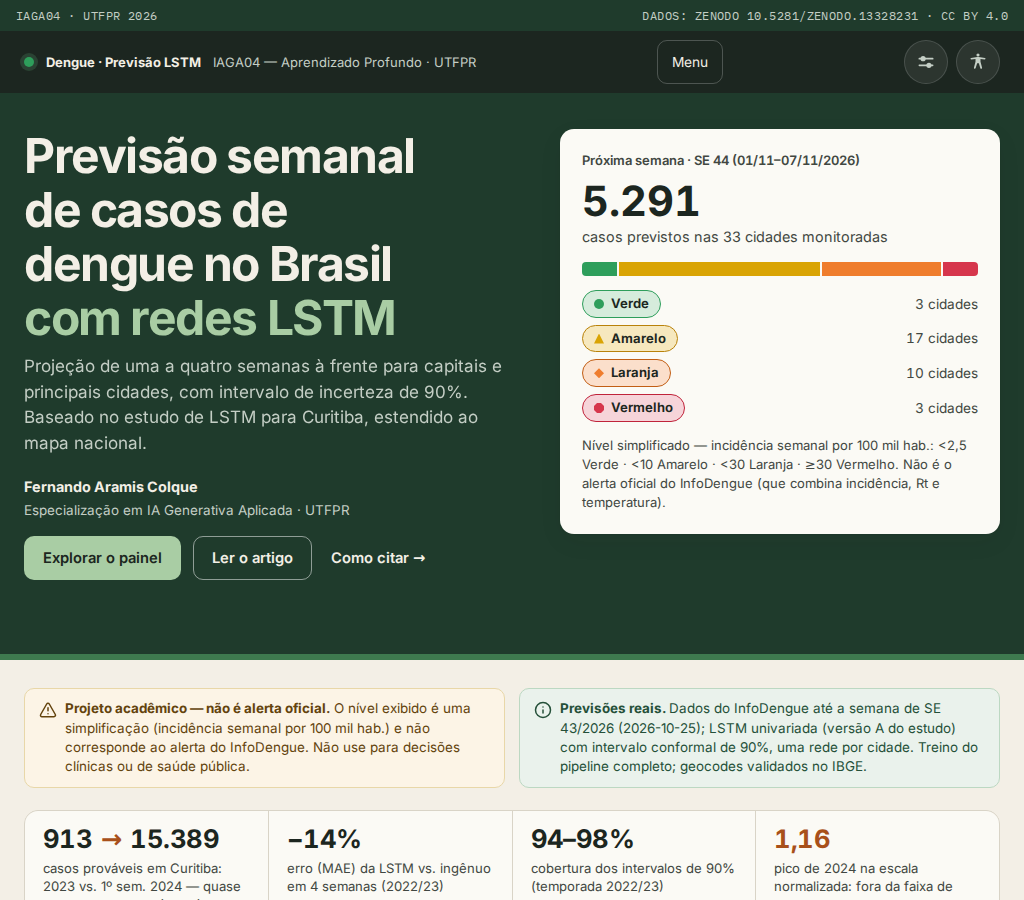 IAGA04 · UTFPR 2026
DADOS: ZENODO 10.5281/ZENODO.13328231 · CC BY 4.0
Dengue · Previsão LSTM IAGA04 — Aprendizado Profundo · UTFPR
Menu
Previsão semanal
de casos de
dengue no Brasil
com redes LSTM
Projeção de uma a quatro semanas à frente para capitais e
principais cidades, com intervalo de incerteza de 90%.
Baseado no estudo de LSTM para Curitiba, estendido ao
mapa nacional.
Fernando Aramis Colque
Especialização em IA Generativa Aplicada · UTFPR
Explorar o painel
Ler o artigo
Como citar →
Próxima semana · SE 44 (01/11–07/11/2026)
5.291
casos previstos nas 33 cidades monitoradas
Verde 3 cidades
Amarelo 17 cidades
Laranja 10 cidades
Vermelho 3 cidades
Nível simplificado — incidência semanal por 100 mil hab.: <2,5
Verde · <10 Amarelo · <30 Laranja · ≥30 Vermelho. Não é o
alerta oficial do InfoDengue (que combina incidência, Rt e
temperatura).
Projeto acadêmico — não é alerta oficial. O nível exibido é uma
simplificação (incidência semanal por 100 mil hab.) e não
corresponde ao alerta do InfoDengue. Não use para decisões
clínicas ou de saúde pública.
Previsões reais. Dados do InfoDengue até a semana de SE
43/2026 (2026-10-25); LSTM univariada (versão A do estudo)
com intervalo conformal de 90%, uma rede por cidade. Treino do
pipeline completo; geocodes validados no IBGE.
913 → 15.389
casos prováveis em Curitiba:
2023 vs. 1º sem. 2024 — quase
−14%
erro (MAE) da LSTM vs. ingênuo
em 4 semanas (2022/23)
94–98%
cobertura dos intervalos de 90%
(temporada 2022/23)
1,16
pico de 2024 na escala
normalizada: fora da faixa de